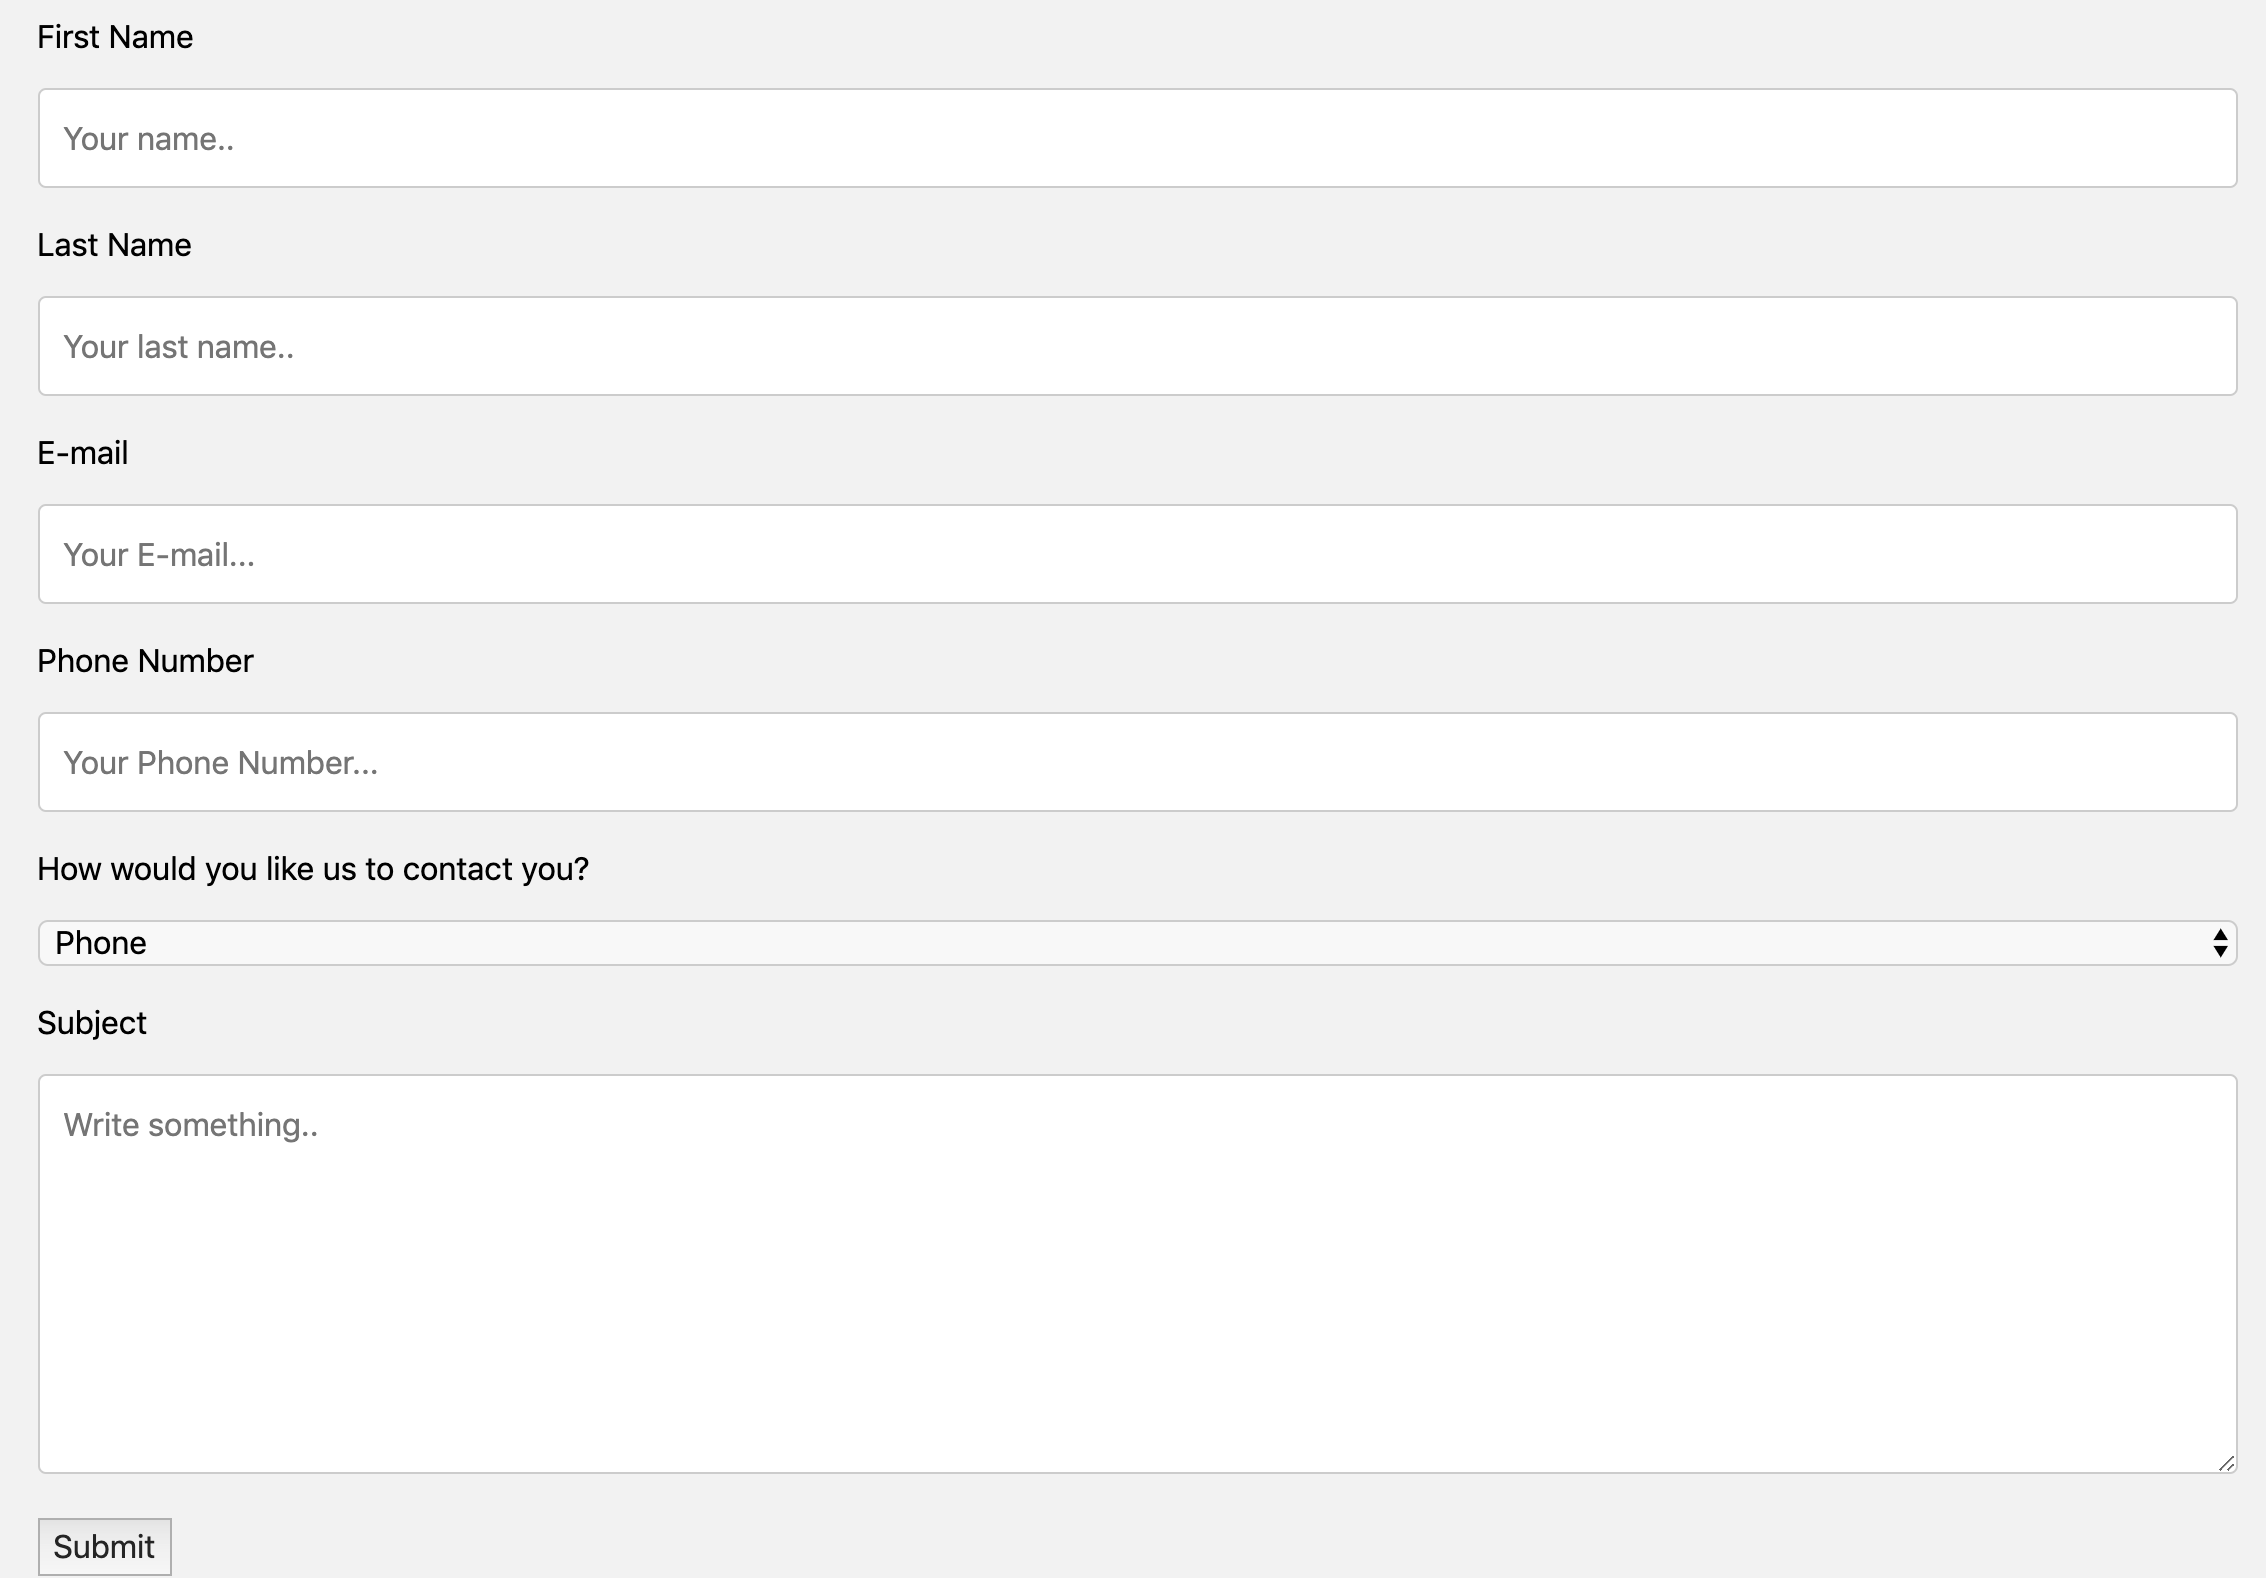 First Name
Your name..
Last Name
Your last name..
E-mail
Your E-mail...
Phone Number
Your Phone Number...
How would you like us to contact you?
Phone
Subject
Write something..
Submit